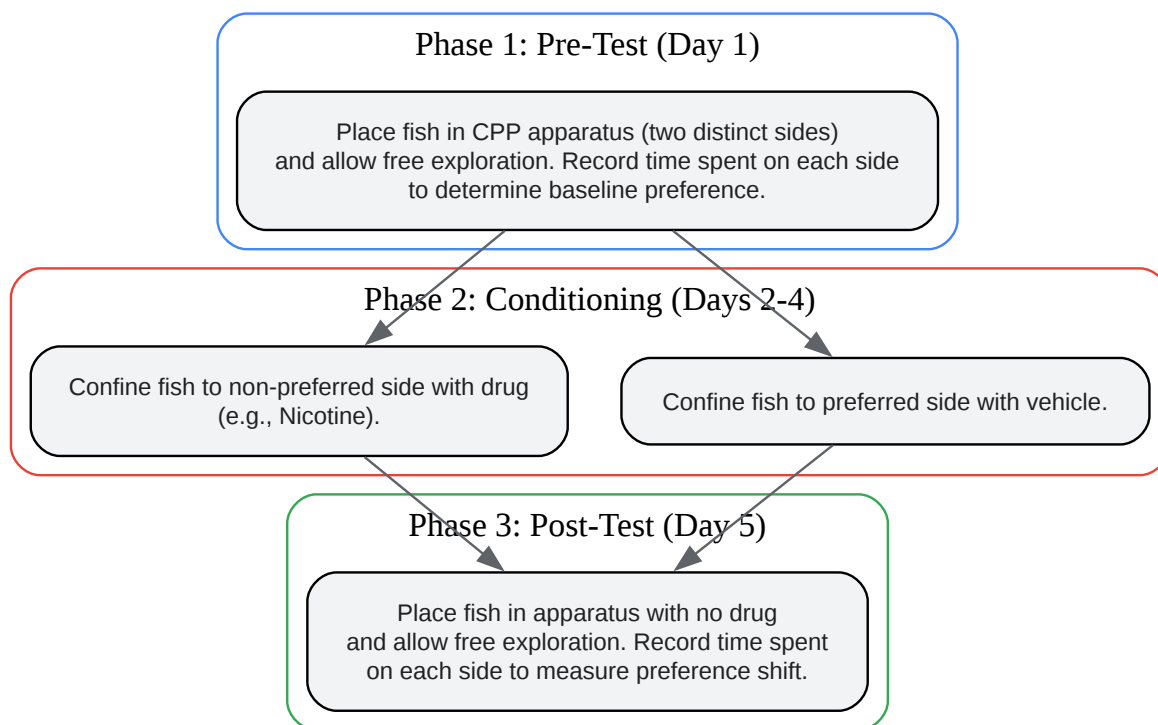 Phase 1: Pre-Test (Day 1)
Place fish in CPP apparatus (two distinct sides)
and allow free exploration. Record time spent on each side
to determine baseline preference.
Phase 2: Conditioning (Days 2-4)
Confine fish to non-preferred side with drug
(e.g., Nicotine).
Confine fish to preferred side with vehicle.
Phase 3: Post-Test (Day 5)
Place fish in apparatus with no drug
and allow free exploration. Record time spent
on each side to measure preference shift.